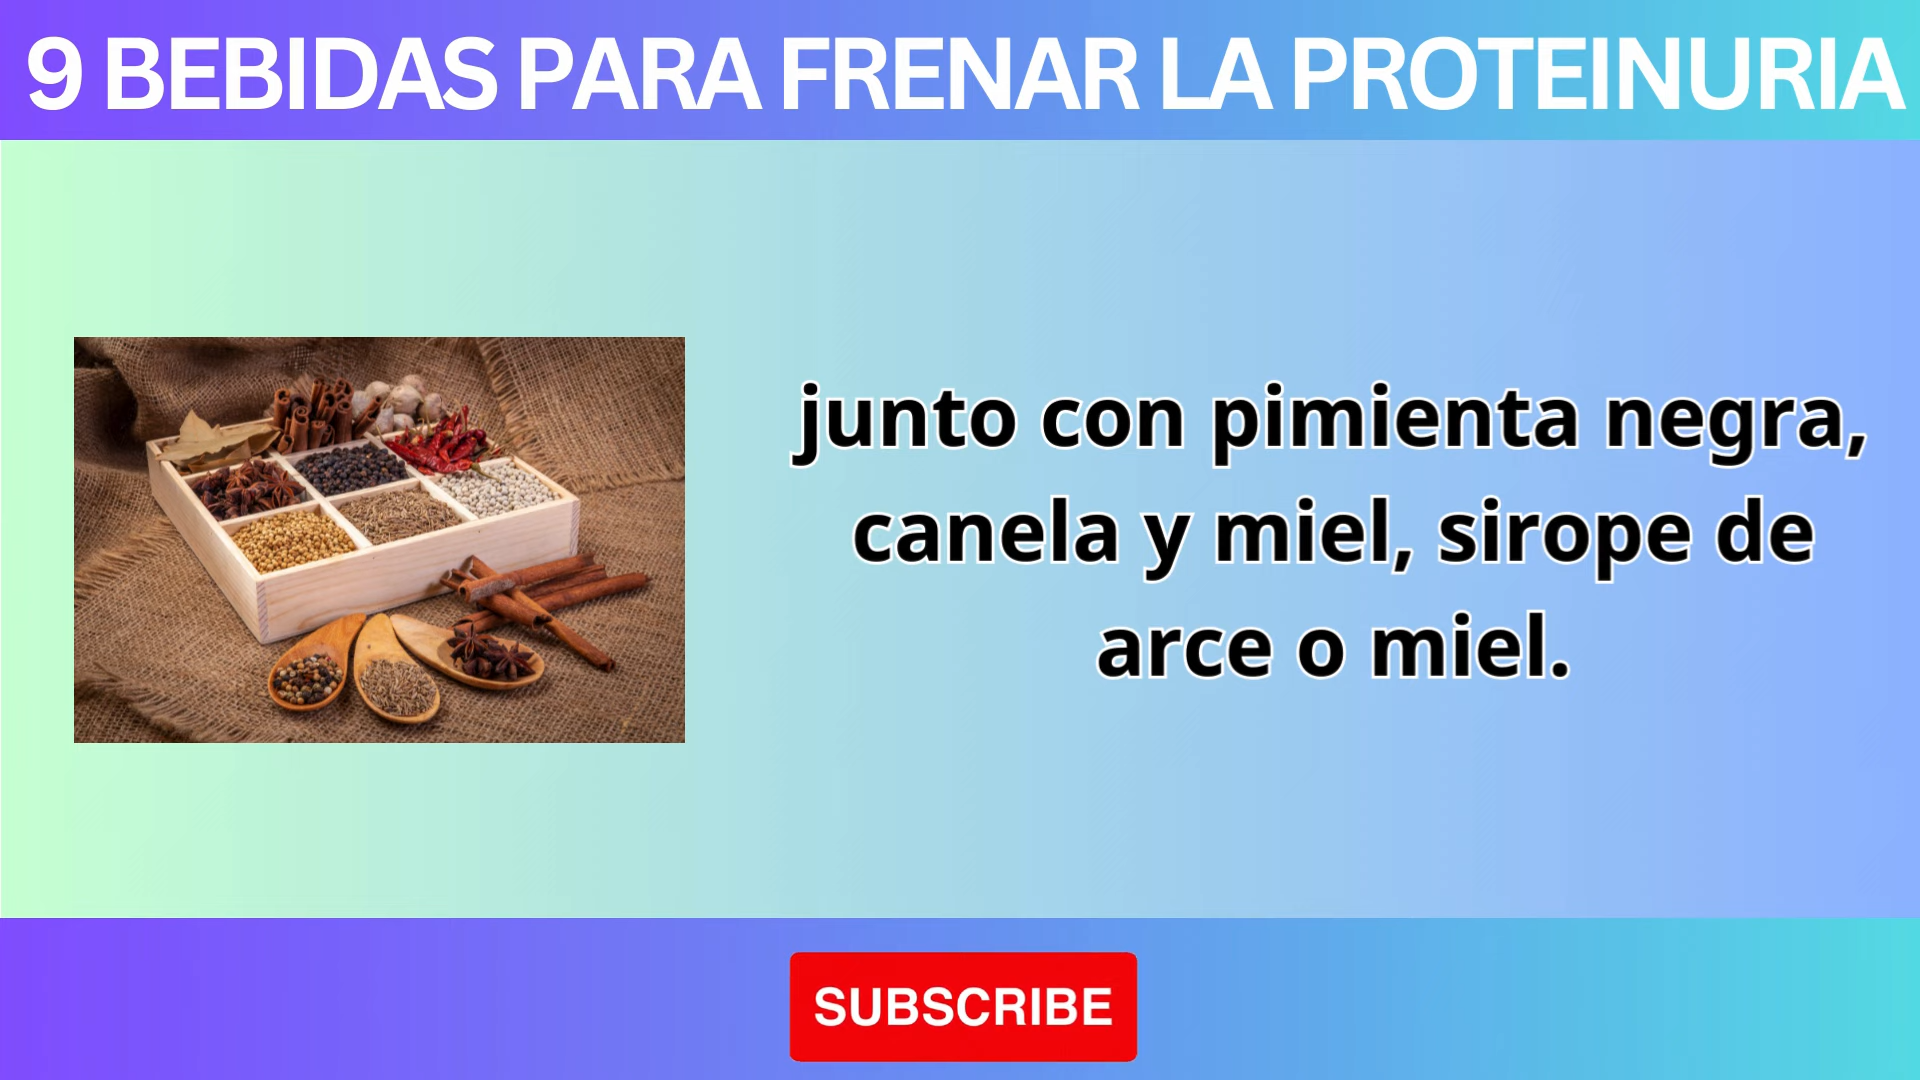 9 BEBIDAS PARA FRENAR LA PROTEINURIA
junto con pimienta negra,
canela y miel, sirope de
arce o miel.
SUBSCRIBE